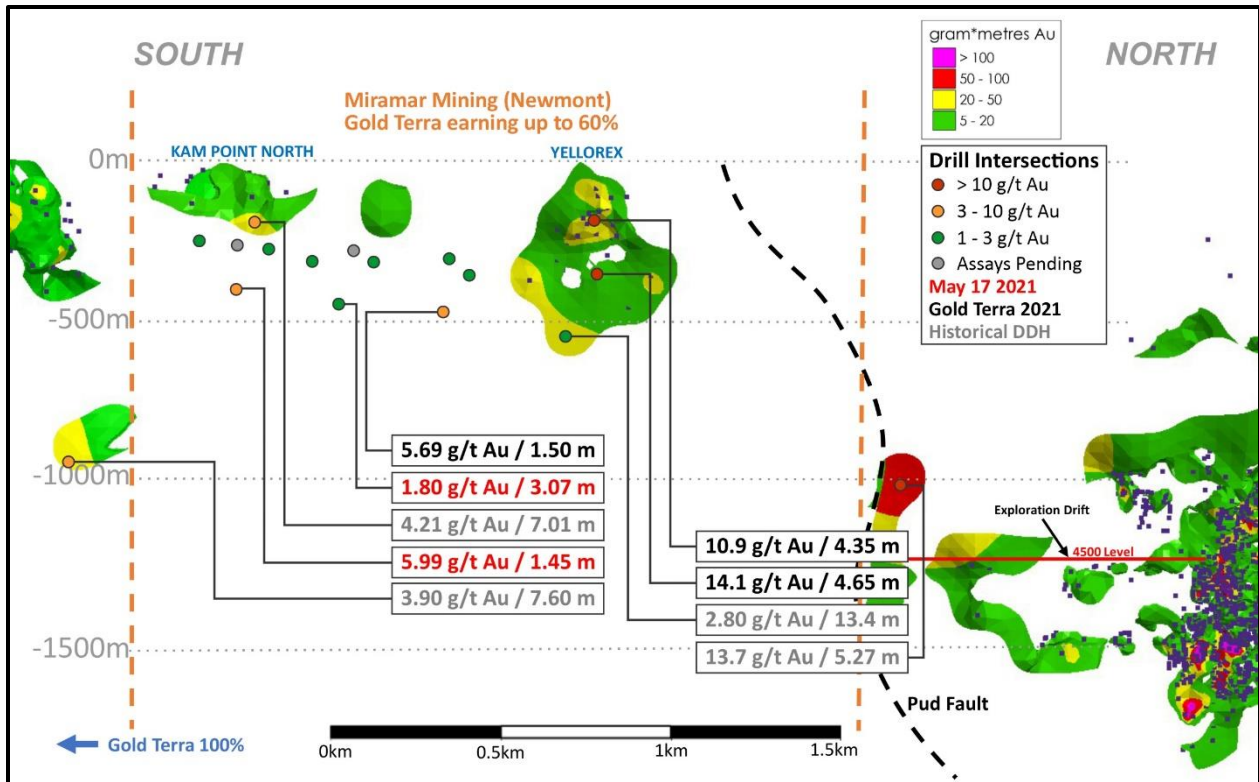 SOUTH
NORTH
gram*metres Au
> 100
50 - 100
20 - 50
5 - 20
Miramar Mining (Newmont)
Gold Terra earning up to 60%
KAM POINT NORTH
YELLOREX
Drill Intersections
> 10 g/t Au
3 - 10 g/t Au
1 - 3 g/t Au
Assays Pending
May 17 2021
Gold Terra 2021
Historical DDH
0m
-500m
-1000m
-1500m
5.69 g/t Au / 1.50 m
1.80 g/t Au / 3.07 m
4.21 g/t Au / 7.01 m
5.99 g/t Au / 1.45 m
3.90 g/t Au / 7.60 m
10.9 g/t Au / 4.35 m
14.1 g/t Au / 4.65 m
2.80 g/t Au / 13.4 m
13.7 g/t Au / 5.27 m
Exploration Drift
4500 Level
Pud Fault
Gold Terra 100%
0km
0.5km
1km
1.5km